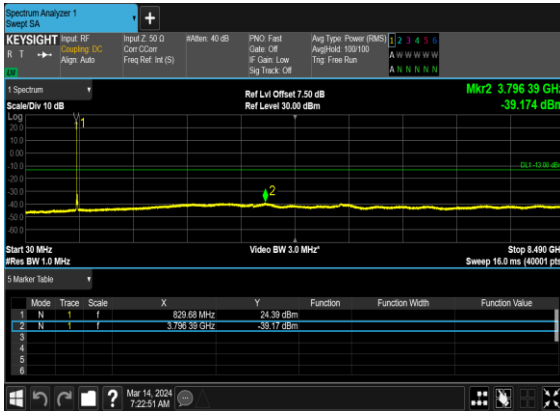 Spectrum Analyzer 1
Swept SA
+
KEYSIGHT Input: RF Input Z: 50 Ω #Atten: 40 dB PNO: Fast Avg Type: Power (RMS) 1 2 3 4 5 6
R T Coupling: DC Corr CCorr Gate: Off Avg|Hold: 100/100 A W W W W W
Align: Auto Freq Ref: Int (S) IF Gain: Low Trig: Free Run
Sig Track: Off A N N N N N
1 Spectrum Ref Lvl Offset 7.50 dB Mkr2 3.796 39 GHz
Scale/Div 10 dB Ref Level 30.00 dBm -39.174 dBm
Log
20.0
10.0
0.00
-10.0
-20.0
-30.0
-40.0
-50.0
-60.0
1
DL1 -13.00 dBm
2
Start 30 MHz Video BW 3.0 MHz* Stop 8.490 GHz
#Res BW 1.0 MHz Sweep 16.0 ms (40001 pts)
5 Marker Table
Mode Trace Scale X Y Function Function Width Function Value
1 N 1 f 829.68 MHz 24.39 dBm
2 N 1 f 3.796 39 GHz -39.17 dBm
3
4
5
6
? Mar 14, 2024
7:22:51 AM